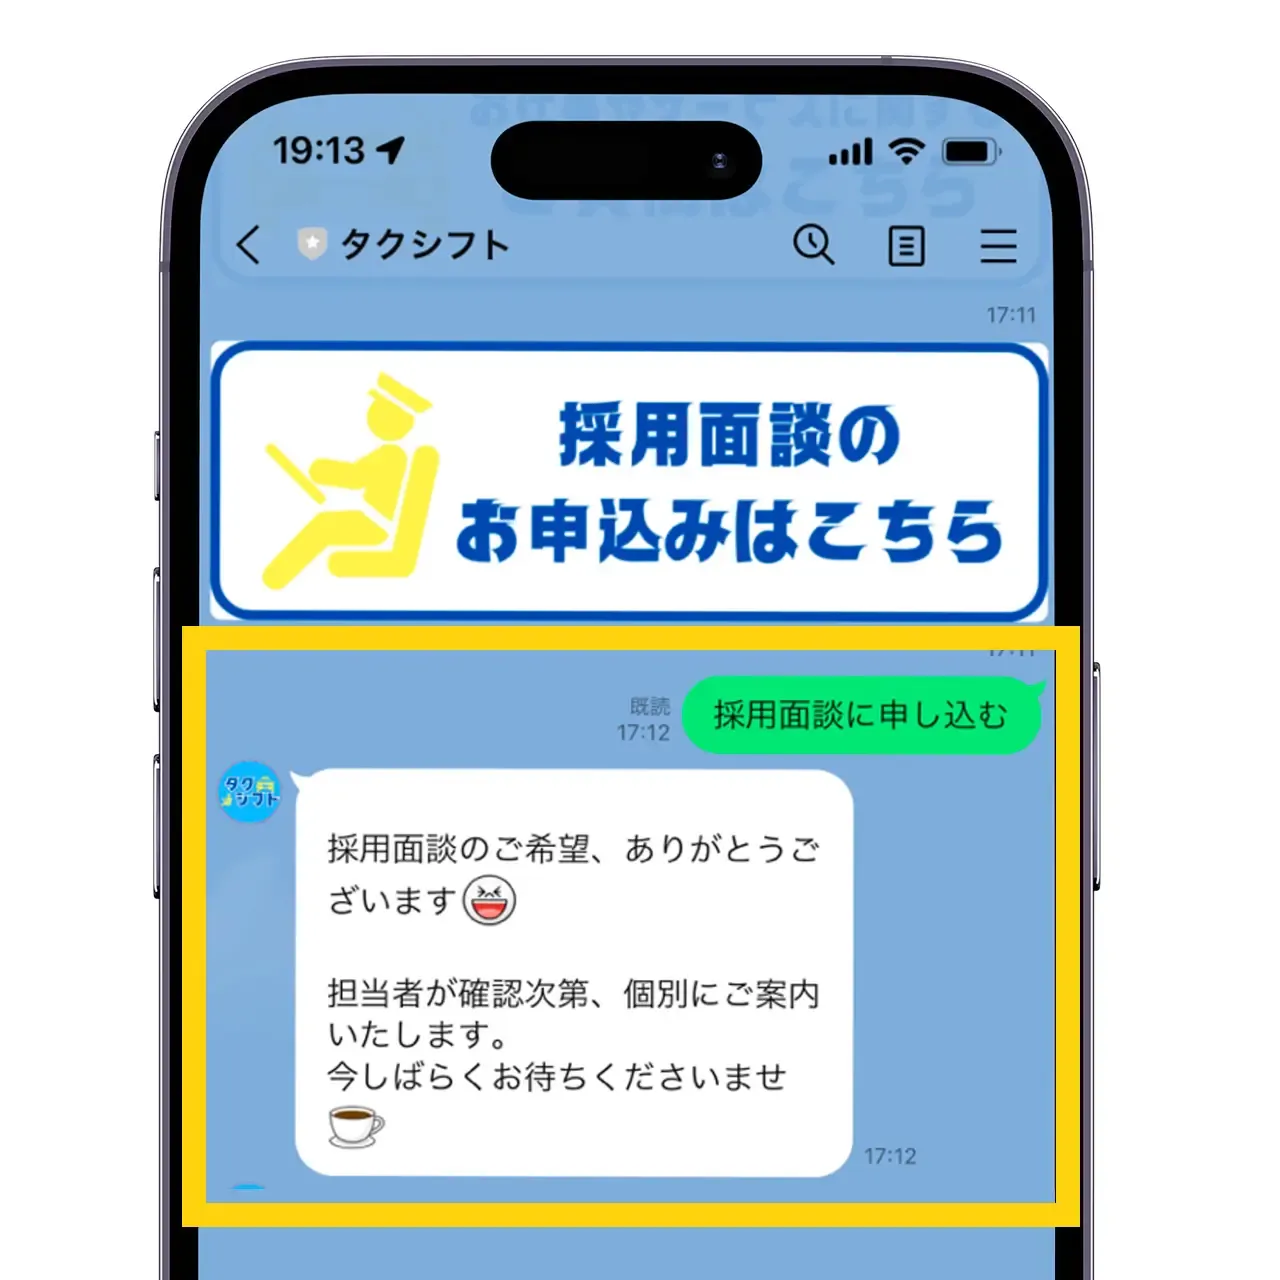 19:13
タクシフト
17:11
採用面談の
お申込みはこちら
17:11
既読
17:12
採用面談に申し込む
タク
シフト
採用面談のご希望、ありがとうご
ざいます
担当者が確認次第、個別にご案内
いたします。
今しばらくお待ちくださいませ
17:12